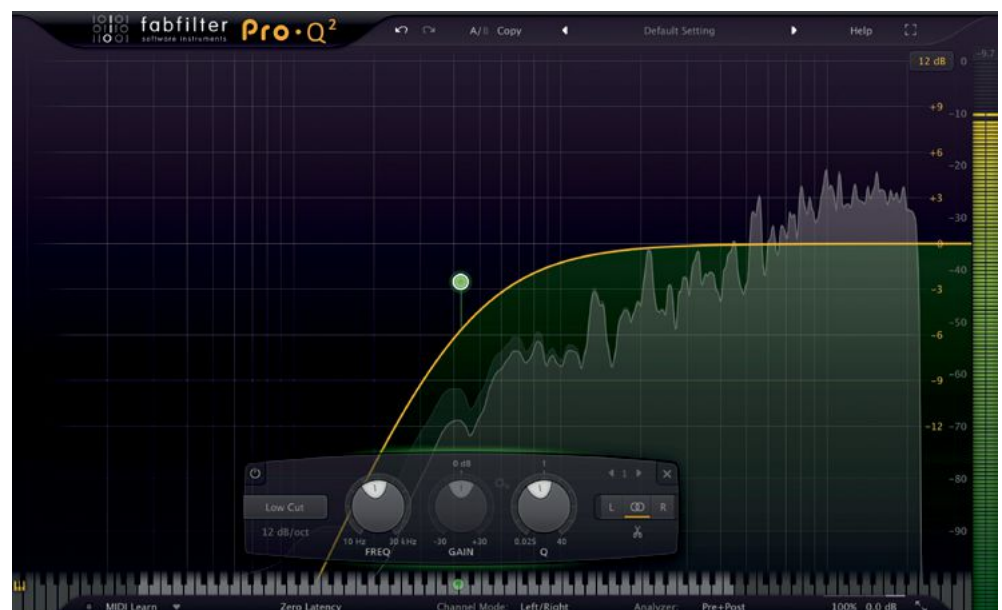 fabfilter Pro·Q²
software instruments
A/B Copy
Default Setting
Help
12 dB
0
-9.7
+9
-10
+6
-20
+3
-30
0
-40
-3
-50
-6
-60
-9
-12
-70
-80
-90
0 dB
1
1
Low Cut
L
R
12 dB/oct
10 Hz
30 kHz
-30
+30
0.025
40
FREQ
GAIN
Q
MIDI Learn
Zero Latency
Channel Mode: Left/Right
Analyzer: Pre+Post
100% 0.0 dB